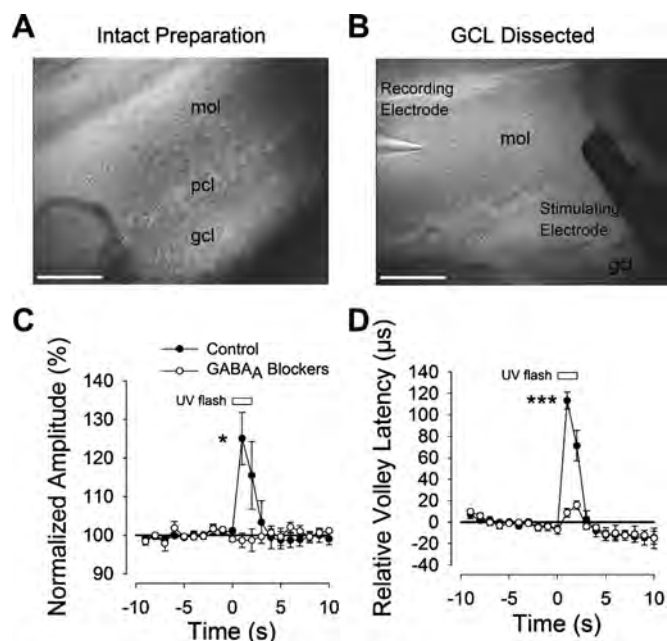 A
Intact Preparation
mol
pcl
gcl
B
GCL Dissected
Recording
Electrode
mol
Stimulating
Electrode
gcl
C
Normalized Amplitude (%)
Control
GABAA Blockers
UV flash
*
140
130
120
110
100
90
-10
-5
0
5
10
Time (s)
D
Relative Volley Latency (μs)
UV flash
***
140
120
100
80
60
40
20
0
-20
-40
-10
-5
0
5
10
Time (s)